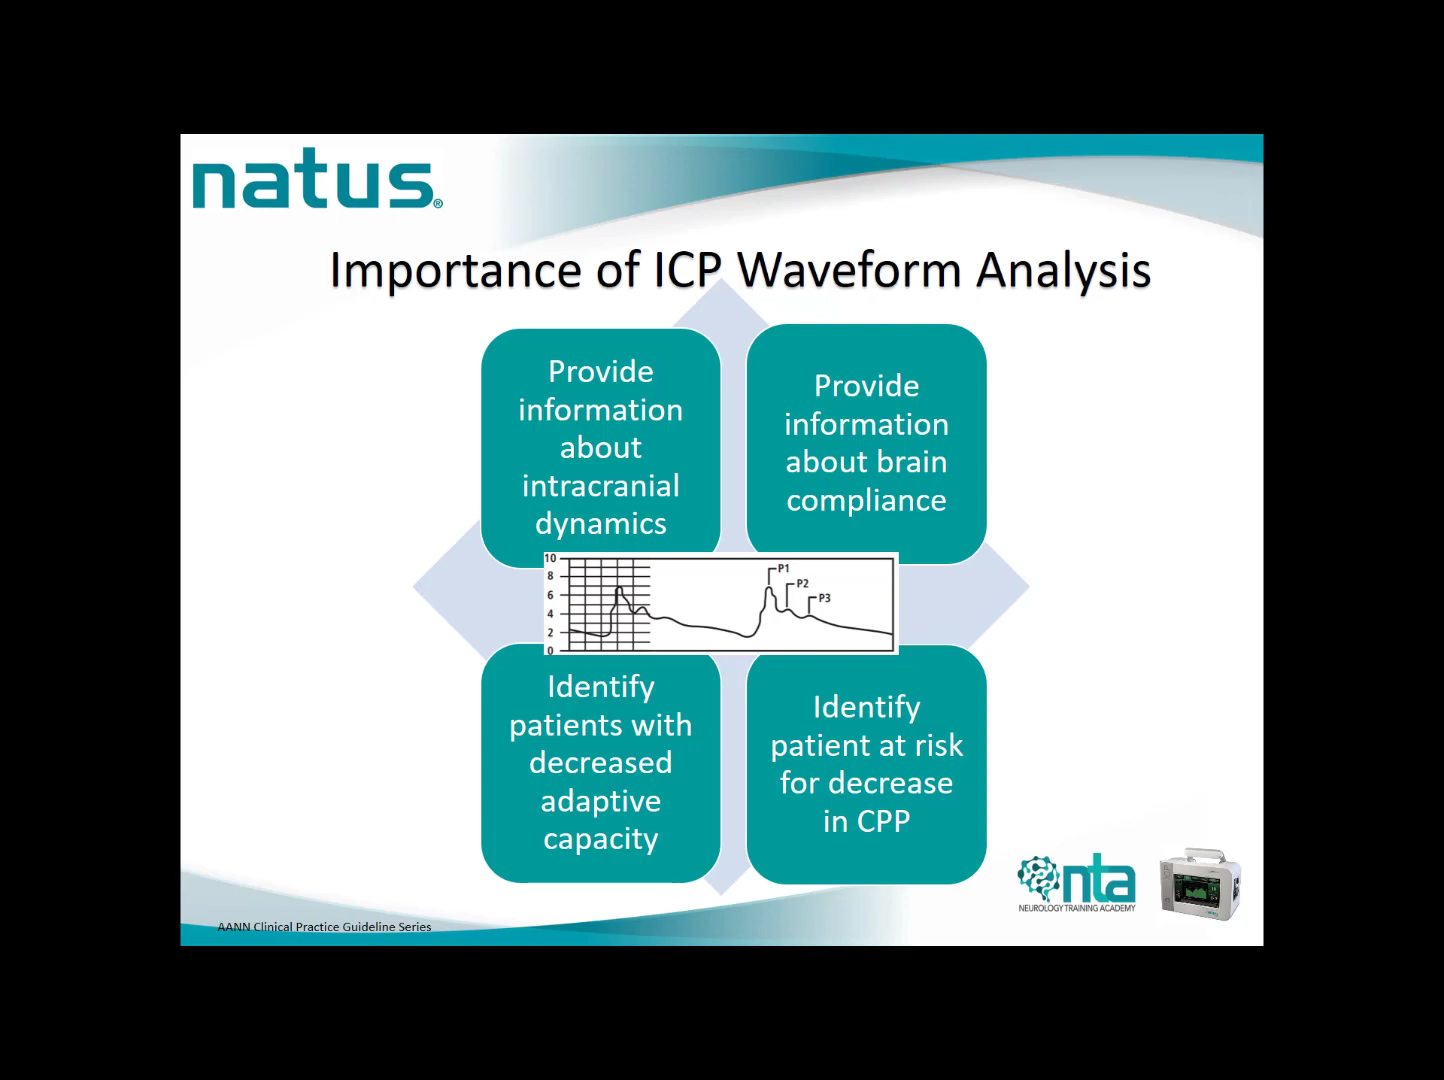 natus®
Importance of ICP Waveform Analysis
Provide
information
about
intracranial
dynamics
Provide
information
about brain
compliance
10
8
6
4
2
0
P1
P2
P3
Identify
patients with
decreased
adaptive
capacity
Identify
patient at risk
for decrease
in CPP
nta
NEUROLOGY TRAINING ACADEMY
AANN Clinical Practice Guideline Series